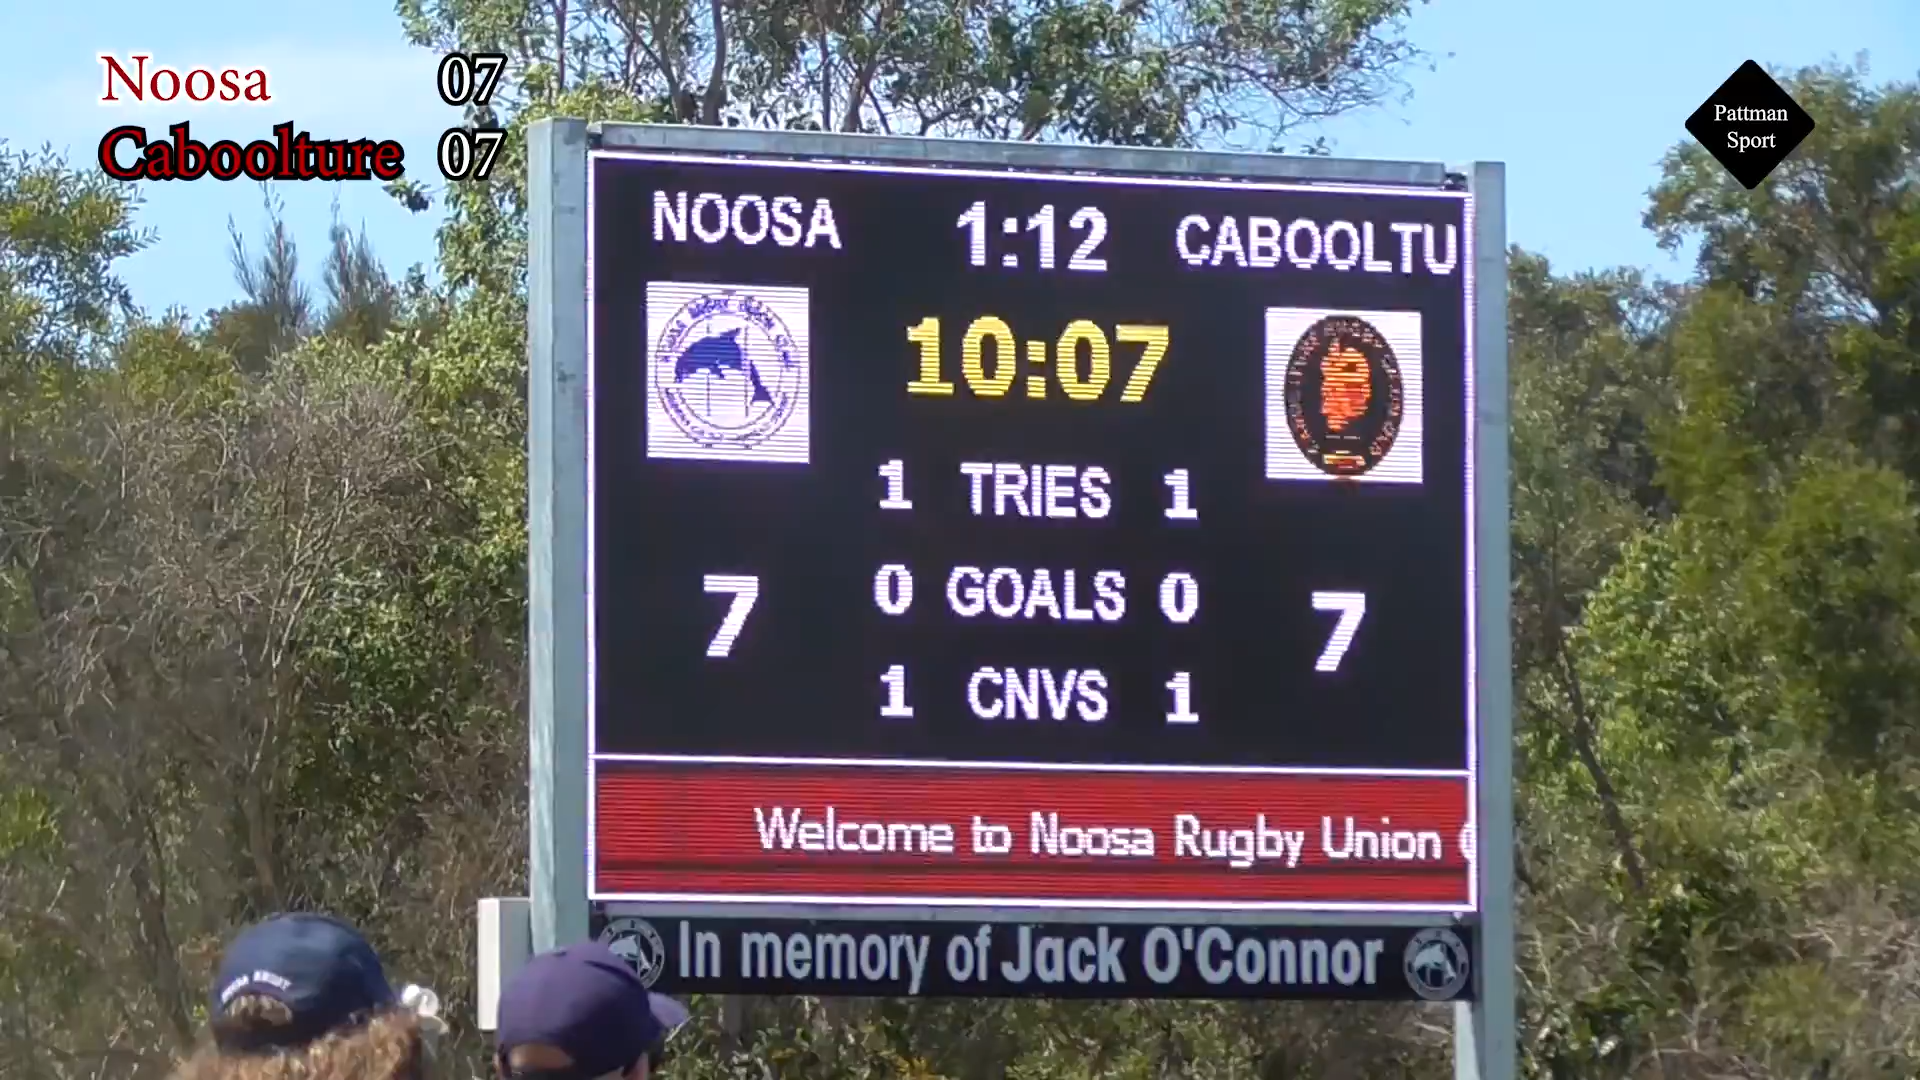 Noosa 07
Caboolture 07
Pattman
Sport
NOOSA 1:12 CABOOLTU
10:07
1 TRIES 1
0 GOALS 0
7 7
1 CNVS 1
Welcome to Noosa Rugby Union
In memory of Jack O'Connor